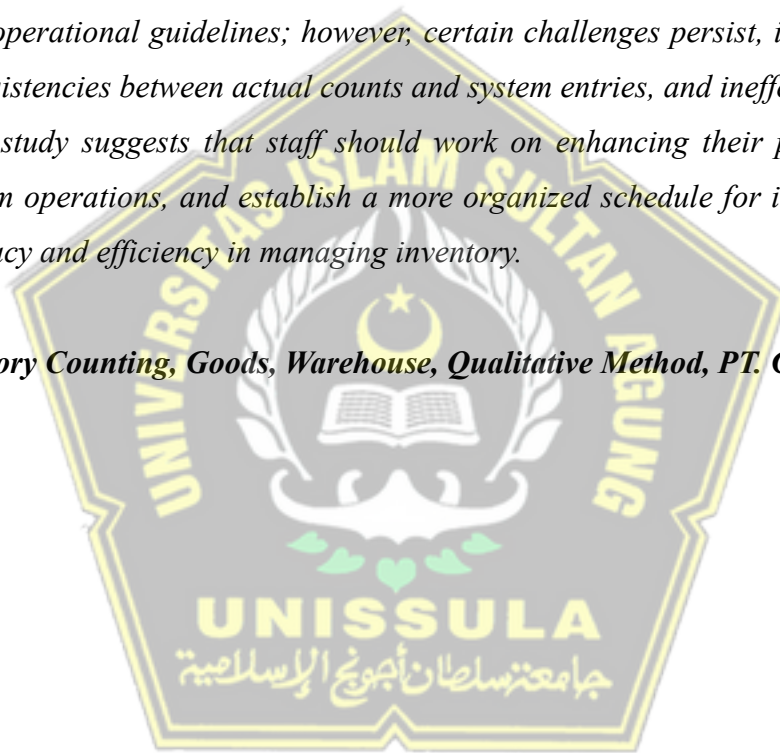 operational guidelines; however, certain challenges persist, i
istencies between actual counts and system entries, and ineffe
study suggests that staff should work on enhancing their p
m operations, and establish a more organized schedule for i
acy and efficiency in managing inventory.
ory Counting, Goods, Warehouse, Qualitative Method, PT. C
UNIVERSITAS ISLAM SULTAN AGUNG
UNISSULA
جامعتسلطان أجونج الإسلامية